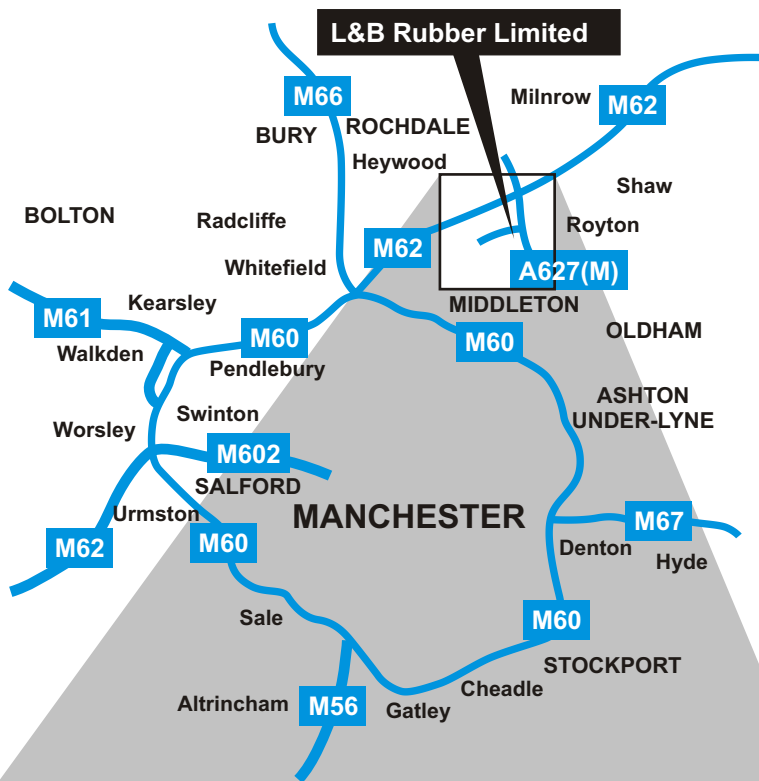 L&B Rubber Limited
M66
Milnrow
M62
BURY
ROCHDALE
Heywood
Shaw
BOLTON
Radcliffe
Royton
M62
Whitefield
A627(M)
Kearsley
MIDDLETON
M61
OLDHAM
M60
M60
Walkden
Pendlebury
ASHTON
UNDER-LYNE
Swinton
Worsley
M602
SALFORD
Urmston
MANCHESTER
M67
M62
M60
Denton
Hyde
Sale
M60
STOCKPORT
Cheadle
Altrincham
M56
Gatley